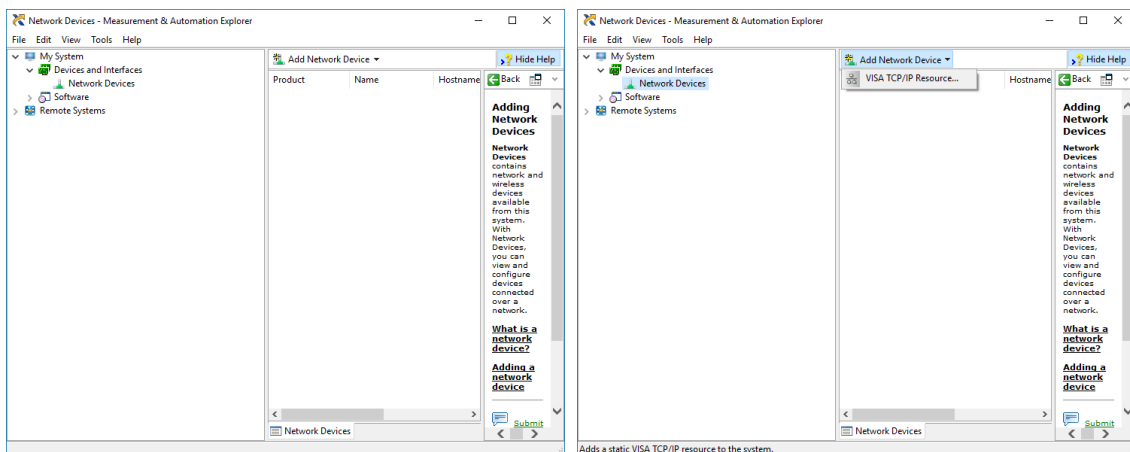 Network Devices - Measurement & Automation Explorer
File Edit View Tools Help
My System
Devices and Interfaces
Network Devices
Software
Remote Systems
Add Network Device
Hide Help
Product Name Hostname
Back
Adding
Network
Devices
Network
Devices
contains
network and
wireless
devices
available
from this
system.
With
Network
Devices,
you can
view and
configure
devices
connected
over a
network.
What is a
network
device?
Adding a
network
device
Submit
Network Devices
Network Devices - Measurement & Automation Explorer
File Edit View Tools Help
My System
Devices and Interfaces
Network Devices
Software
Remote Systems
Add Network Device
Hide Help
VISA TCP/IP Resource...
Hostname
Back
Adding
Network
Devices
Network
Devices
contains
network and
wireless
devices
available
from this
system.
With
Network
Devices,
you can
view and
configure
devices
connected
over a
network.
What is a
network
device?
Adding a
network
device
Submit
Network Devices
Adds a static VISA TCP/IP resource to the system.